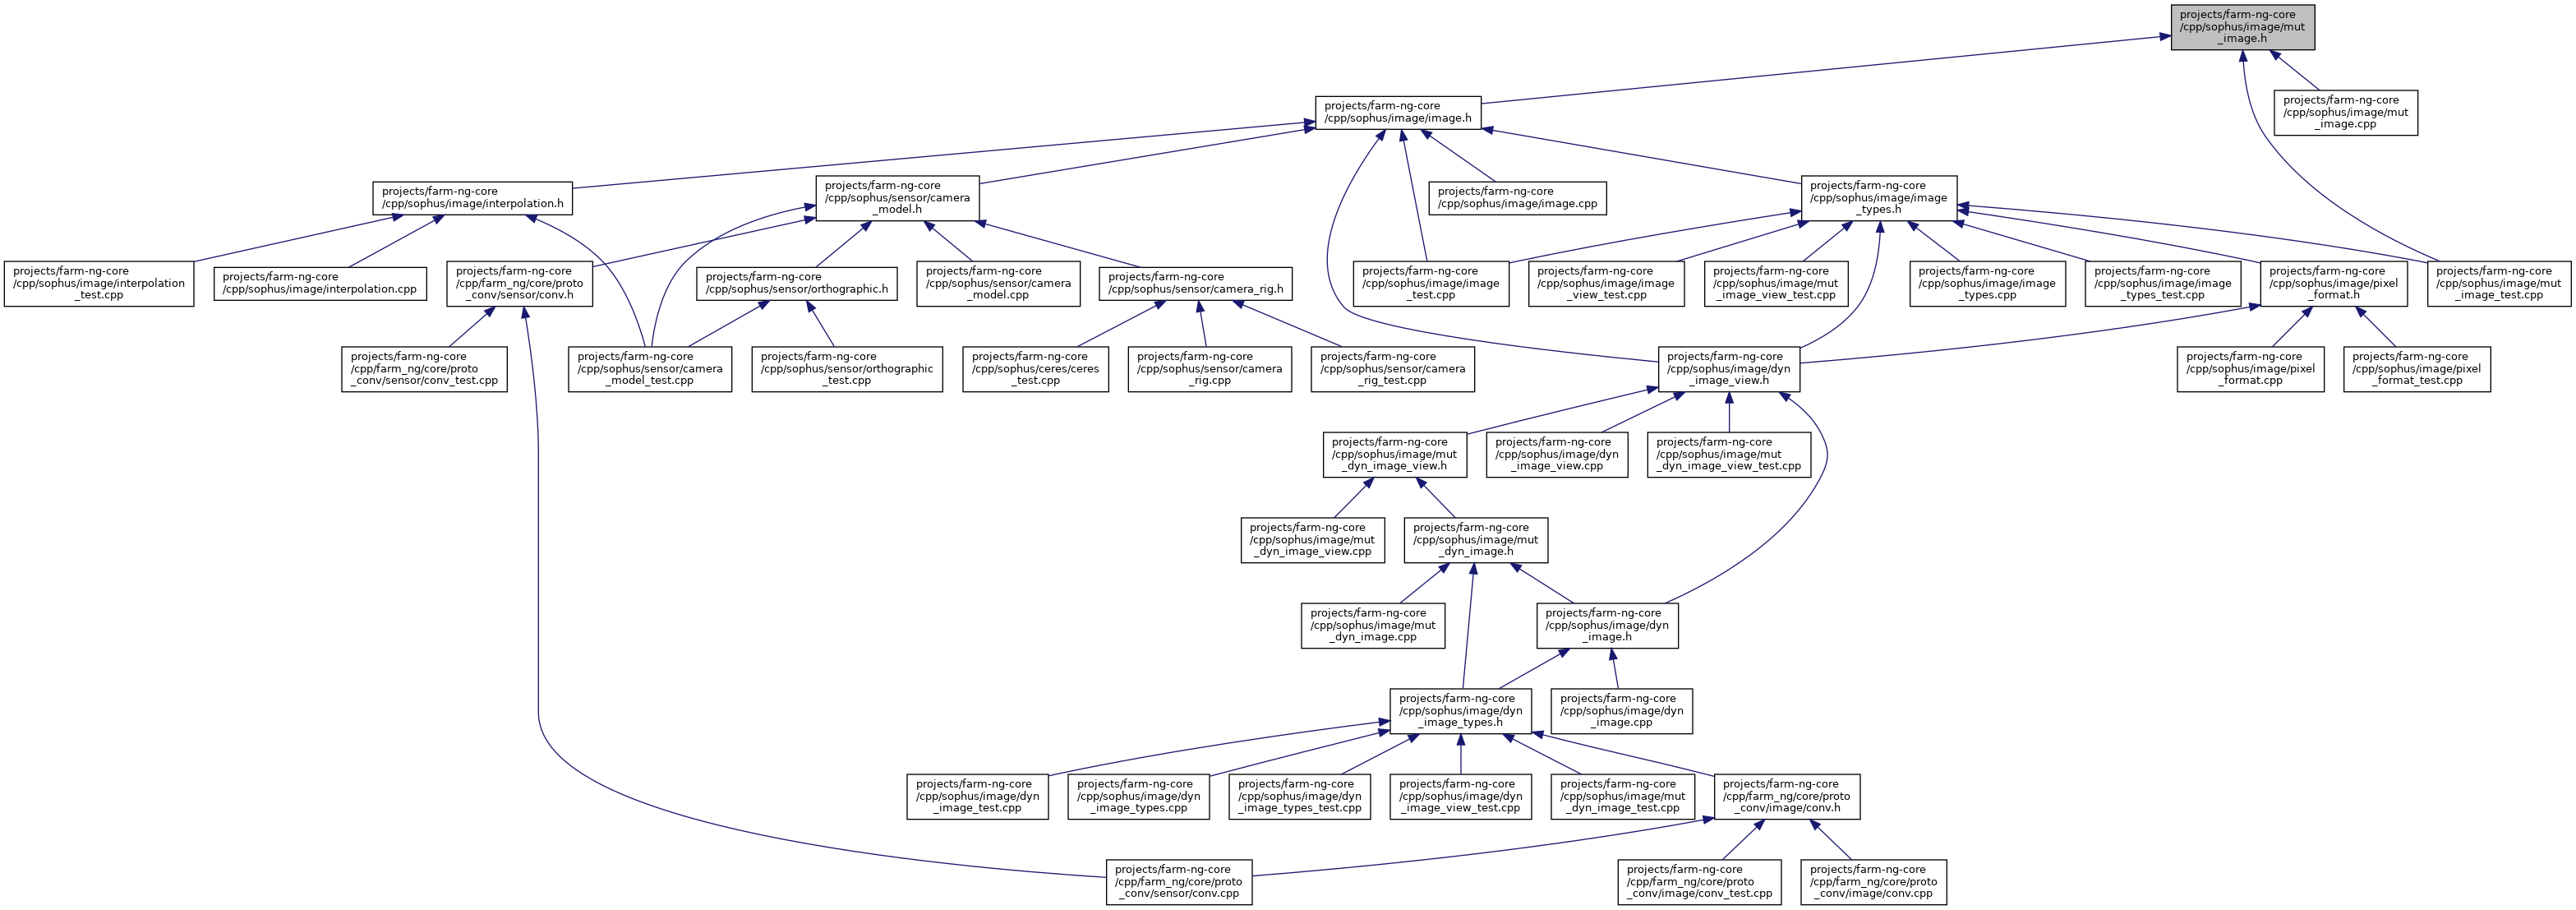 projects/farm-ng-core
/cpp/sophus/image/mut
_image.h
projects/farm-ng-core
/cpp/sophus/image/mut
_image.cpp
projects/farm-ng-core
/cpp/sophus/image/image.h
projects/farm-ng-core
/cpp/sophus/image/interpolation.h
projects/farm-ng-core
/cpp/sophus/sensor/camera
_model.h
projects/farm-ng-core
/cpp/sophus/image/image.cpp
projects/farm-ng-core
/cpp/sophus/image/image
_types.h
projects/farm-ng-core
/cpp/sophus/image/interpolation
_test.cpp
projects/farm-ng-core
/cpp/sophus/image/interpolation.cpp
projects/farm-ng-core
/cpp/farm_ng/core/proto
_conv/sensor/conv.h
projects/farm-ng-core
/cpp/sophus/sensor/orthographic.h
projects/farm-ng-core
/cpp/sophus/sensor/camera
_model.cpp
projects/farm-ng-core
/cpp/sophus/sensor/camera_rig.h
projects/farm-ng-core
/cpp/sophus/image/image
_test.cpp
projects/farm-ng-core
/cpp/sophus/image/image
_view_test.cpp
projects/farm-ng-core
/cpp/sophus/image/mut
_image_view_test.cpp
projects/farm-ng-core
/cpp/sophus/image/image
_types.cpp
projects/farm-ng-core
/cpp/sophus/image/image
_types_test.cpp
projects/farm-ng-core
/cpp/sophus/image/pixel
_format.h
projects/farm-ng-core
/cpp/sophus/image/mut
_image_test.cpp
projects/farm-ng-core
/cpp/farm_ng/core/proto
_conv/sensor/conv_test.cpp
projects/farm-ng-core
/cpp/sophus/sensor/camera
_model_test.cpp
projects/farm-ng-core
/cpp/sophus/sensor/orthographic
_test.cpp
projects/farm-ng-core
/cpp/sophus/ceres/ceres
_test.cpp
projects/farm-ng-core
/cpp/sophus/sensor/camera
_rig.cpp
projects/farm-ng-core
/cpp/sophus/sensor/camera
_rig_test.cpp
projects/farm-ng-core
/cpp/sophus/image/dyn
_image_view.h
projects/farm-ng-core
/cpp/sophus/image/pixel
_format.cpp
projects/farm-ng-core
/cpp/sophus/image/pixel
_format_test.cpp
projects/farm-ng-core
/cpp/sophus/image/mut
_dyn_image_view.h
projects/farm-ng-core
/cpp/sophus/image/dyn
_image_view.cpp
projects/farm-ng-core
/cpp/sophus/image/mut
_dyn_image_view_test.cpp
projects/farm-ng-core
/cpp/sophus/image/mut
_dyn_image_view.cpp
projects/farm-ng-core
/cpp/sophus/image/mut
_dyn_image.h
projects/farm-ng-core
/cpp/sophus/image/mut
_dyn_image.cpp
projects/farm-ng-core
/cpp/sophus/image/dyn
_image.h
projects/farm-ng-core
/cpp/sophus/image/dyn
_image_types.h
projects/farm-ng-core
/cpp/sophus/image/dyn
_image.cpp
projects/farm-ng-core
/cpp/sophus/image/dyn
_image_test.cpp
projects/farm-ng-core
/cpp/sophus/image/dyn
_image_types.cpp
projects/farm-ng-core
/cpp/sophus/image/dyn
_image_types_test.cpp
projects/farm-ng-core
/cpp/sophus/image/dyn
_image_view_test.cpp
projects/farm-ng-core
/cpp/sophus/image/mut
_dyn_image_test.cpp
projects/farm-ng-core
/cpp/farm_ng/core/proto
_conv/image/conv.h
projects/farm-ng-core
/cpp/farm_ng/core/proto
_conv/sensor/conv.cpp
projects/farm-ng-core
/cpp/farm_ng/core/proto
_conv/image/conv_test.cpp
projects/farm-ng-core
/cpp/farm_ng/core/proto
_conv/image/conv.cpp